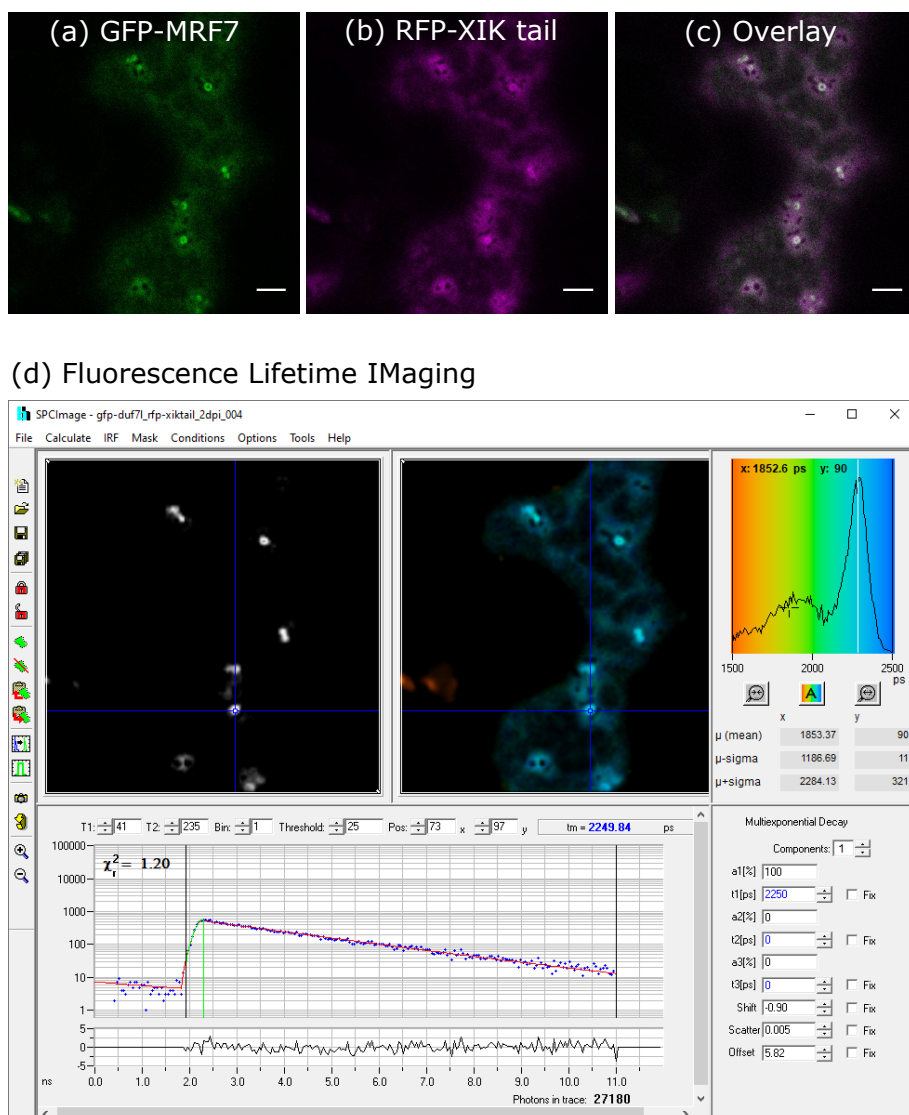 (a) GFP-MRF7
(b) RFP-XIK tail
(c) Overlay
(d) Fluorescence Lifetime IMaging
SPCImage - gfp-duf7l_rfp-xiktail_2dpi_004
File Calculate IRF Mask Conditions Options Tools Help
x: 1852.6 ps y: 90
1500 2000 2500
ps
A
x y
μ (mean) 1853.37 90
μ-sigma 1186.69 11
μ+sigma 2284.13 321
T1: 41 T2: 235 Bin: 1 Threshold: 25 Pos: 73 x 97 y tm = 2249.84 ps
χ²r = 1.20
100000
10000
1000
100
10
1
5
0
-5
ns 0.0 1.0 2.0 3.0 4.0 5.0 6.0 7.0 8.0 9.0 10.0 11.0
Photons in trace: 27180
Multiexponential Decay
Components: 1
a1[%] 100
t1[ps] 2250 Fix
a2[%] 0
t2[ps] 0 Fix
a3[%] 0
t3[ps] 0 Fix
Shift -0.90 Fix
Scatter 0.005 Fix
Offset 5.82 Fix